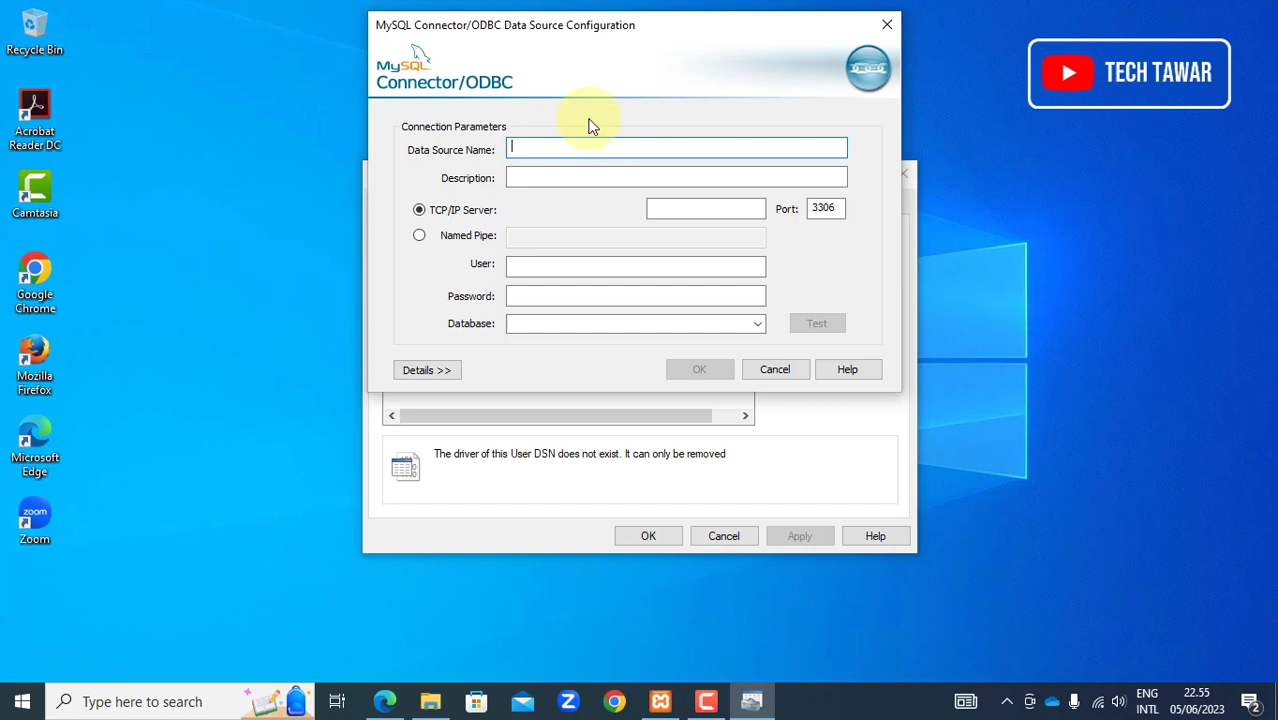 MySQL Connector/ODBC Data Source Configuration
MySQL
Connector/ODBC
Connection Parameters
Data Source Name:
Description:
TCP/IP Server:
Port: 3306
Named Pipe:
User:
Password:
Database:
Test
Details >>
OK
Cancel
Help
The driver of this User DSN does not exist. It can only be removed
OK
Cancel
Apply
Help
TECH TAWAR
Recycle Bin
Acrobat
Reader DC
Camtasia
Google
Chrome
Mozilla
Firefox
Microsoft
Edge
zoom
Zoom
Type here to search
ENG
INTL
22.55
05/06/2023
2